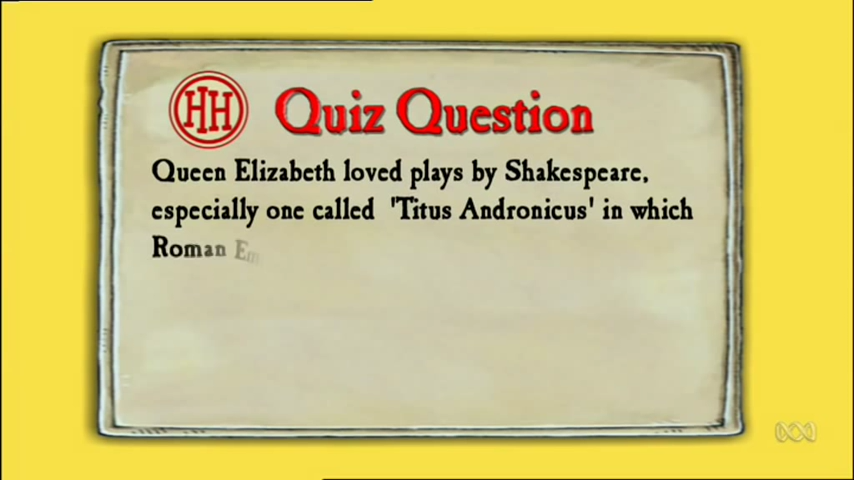 HH Quiz Question
Queen Elizabeth loved plays by Shakespeare,
especially one called 'Titus Andronicus' in which
Roman